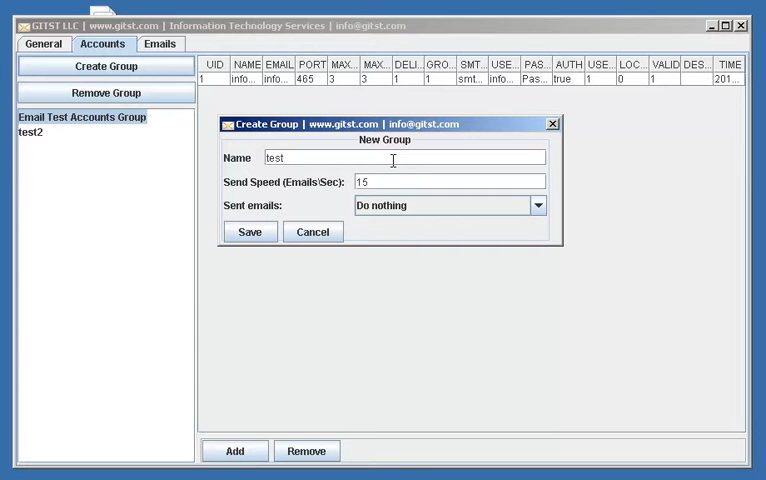 GITST LLC | www.gitst.com | Information Technology Services | info@gitst.com
General Accounts Emails
Create Group
Remove Group
Email Test Accounts Group
test2
UID NAME EMAIL PORT MAX... MAX... DELI... GRO... SMT... USE... PAS... AUTH USE... LOC... VALID DES... TIME
1 info... info... 465 3 3 1 1 smt... info... Pas... true 1 0 1 201...
Create Group | www.gitst.com | info@gitst.com
New Group
Name test
Send Speed (Emails\Sec): 15
Sent emails: Do nothing
Save Cancel
Add Remove